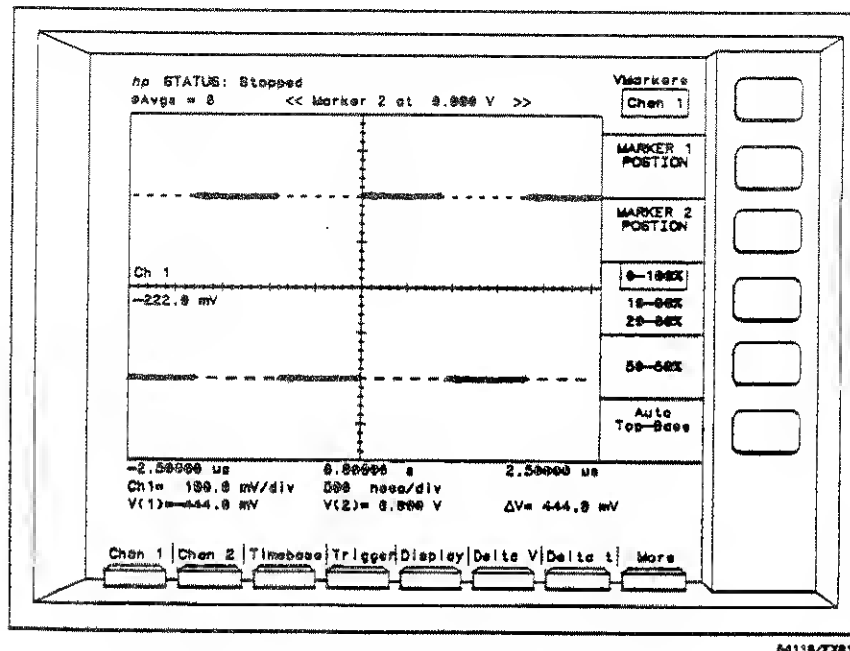 hp STATUS: Stopped
#Avgs = 8 << Marker 2 at 0.000 V >>
VMarkers
Chan 1
MARKER 1
POSTION
MARKER 2
POSTION
Ch 1
-222.0 mV
0-100%
10-90%
20-80%
50-50%
Auto
Top-Base
-2.50000 us 0.00000 s 2.50000 us
Ch1= 100.0 mV/div 500 nsec/div
V(1)=-444.0 mV V(2)= 0.000 V ΔV= 444.0 mV
Chan 1 Chan 2 Timebase Trigger Display Delta V Delta t More